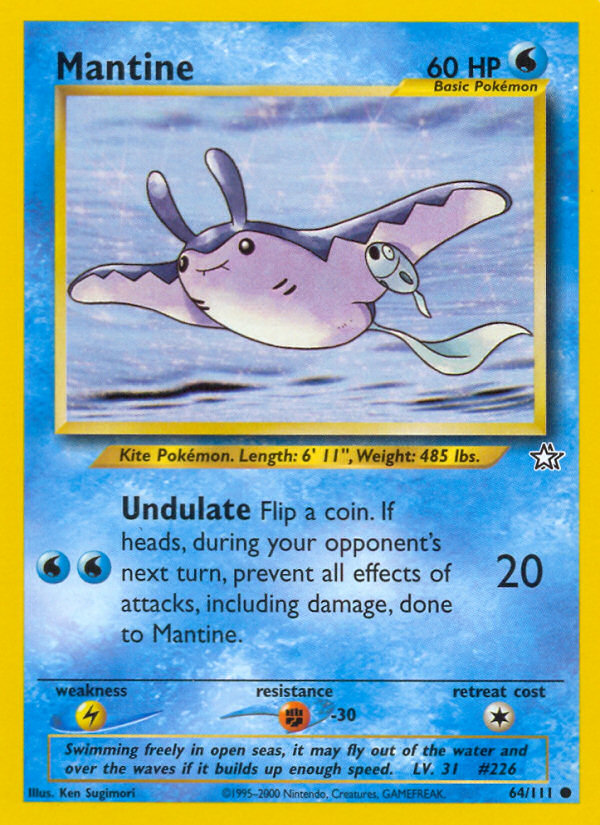 Mantine
60 HP
Basic Pokémon
Kite Pokémon. Length: 6' 11", Weight: 485 lbs.
Undulate Flip a coin. If
heads, during your opponent's
next turn, prevent all effects of
attacks, including damage, done
to Mantine.
20
weakness
resistance
retreat cost
-30
Swimming freely in open seas, it may fly out of the water and
over the waves if it builds up enough speed. LV. 31 #226
Illus. Ken Sugimori
©1995-2000 Nintendo, Creatures, GAMEFREAK.
64/111